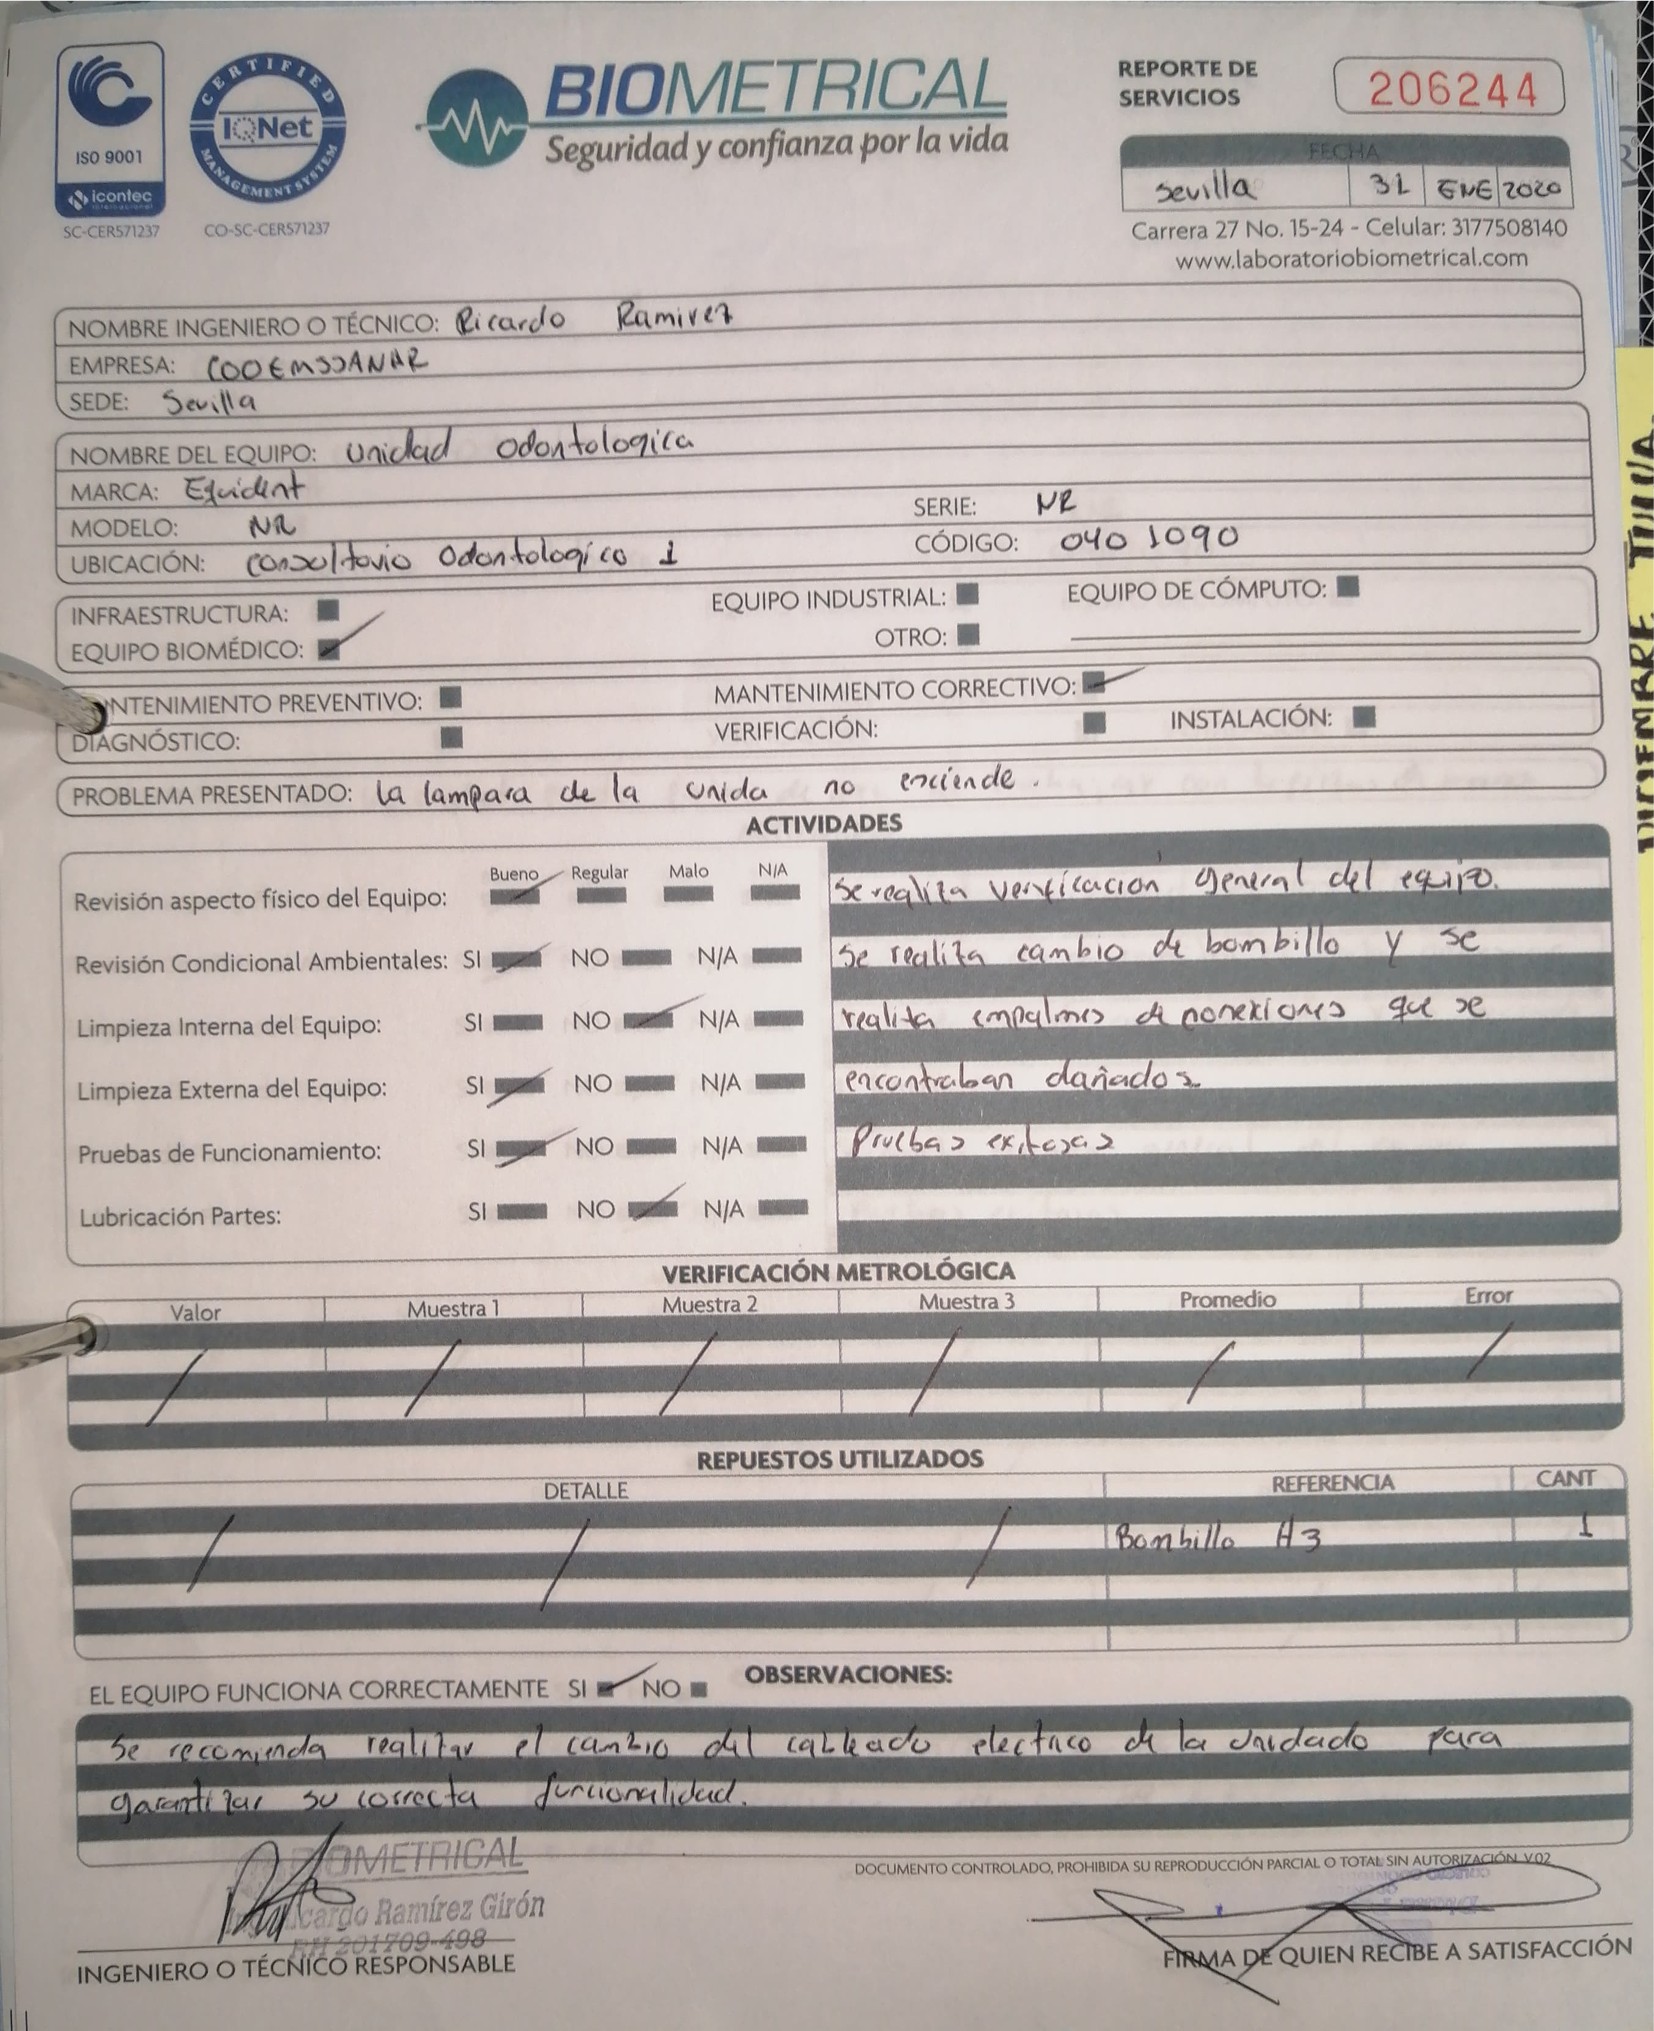 CERTIFIED
IQNet
MANAGEMENT SYSTEM
ISO 9001
icontec
internacional
SC-CER571237
CO-SC-CER571237
BIOMETRICAL
Seguridad y confianza por la vida
REPORTE DE
SERVICIOS
206244
FECHA
Sevilla 31 ENE 2020
Carrera 27 No. 15-24 - Celular: 3177508140
www.laboratoriobiometrical.com
NOMBRE INGENIERO O TÉCNICO: Ricardo Ramirez
EMPRESA: COOEMSSANAR
SEDE: Sevilla
NOMBRE DEL EQUIPO: Unidad Odontologica
MARCA: Equident
SERIE: NR
MODELO: NR
CÓDIGO: 0401090
UBICACIÓN: Consultorio Odontologico 1
INFRAESTRUCTURA:
EQUIPO INDUSTRIAL:
EQUIPO DE CÓMPUTO:
EQUIPO BIOMÉDICO:
OTRO:
NTENIMIENTO PREVENTIVO:
MANTENIMIENTO CORRECTIVO:
DIAGNÓSTICO:
VERIFICACIÓN:
INSTALACIÓN:
PROBLEMA PRESENTADO: La lampara de la unida no enciende.
ACTIVIDADES
Bueno Regular Malo N/A
Revisión aspecto físico del Equipo:
Se realiza verificacion general del equipo.
Revisión Condicional Ambientales: SI NO N/A
Se realiza cambio de bombillo y se
Limpieza Interna del Equipo: SI NO N/A
realiza empalmes de conexiones que se
Limpieza Externa del Equipo: SI NO N/A
encontraban dañados
Pruebas de Funcionamiento: SI NO N/A
Pruebas exitosas
Lubricación Partes: SI NO N/A
VERIFICACIÓN METROLÓGICA
Valor Muestra 1 Muestra 2 Muestra 3 Promedio Error
REPUESTOS UTILIZADOS
DETALLE REFERENCIA CANT
Bombillo H3 1
EL EQUIPO FUNCIONA CORRECTAMENTE SI NO
OBSERVACIONES:
Se recomienda realizar el cambio del cableado electrico de la unidado para
garantizar su correcta funcionalidad.
BIOMETRICAL
Ricardo Ramírez Girón
RH 201709-498
INGENIERO O TÉCNICO RESPONSABLE
DOCUMENTO CONTROLADO, PROHIBIDA SU REPRODUCCIÓN PARCIAL O TOTAL SIN AUTORIZACIÓN V.02
FIRMA DE QUIEN RECIBE A SATISFACCIÓN
TULUA